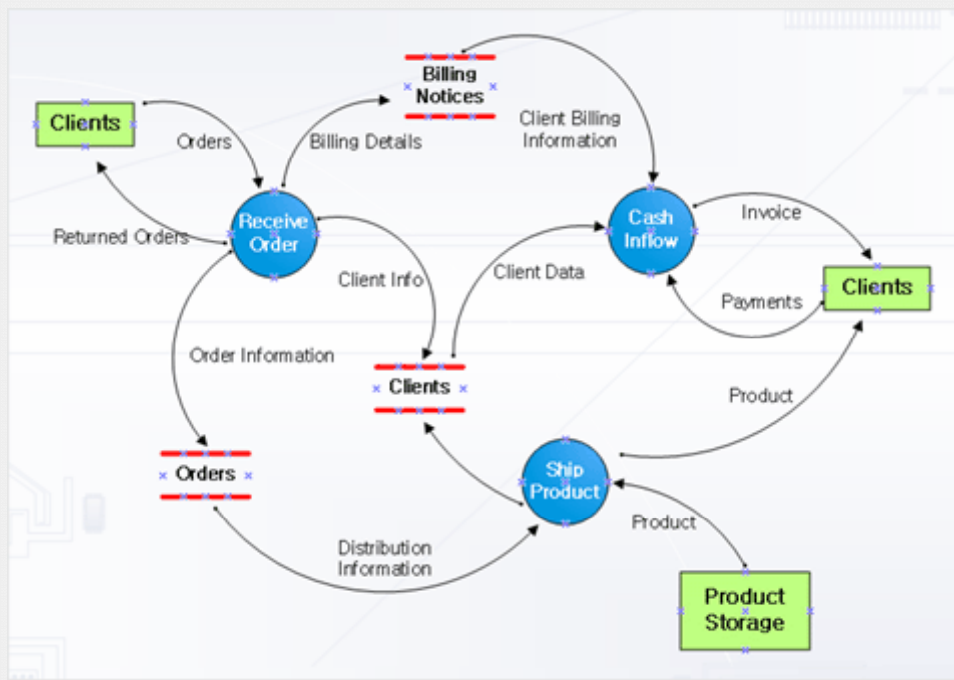 Billing
Notices
Clients
Orders
Billing Details
Client Billing
Information
Receive
Order
Cash
Inflow
Invoice
Returned Orders
Client Info
Client Data
Clients
Payments
Order Information
Clients
Product
Orders
Ship
Product
Product
Distribution
Information
Product
Storage